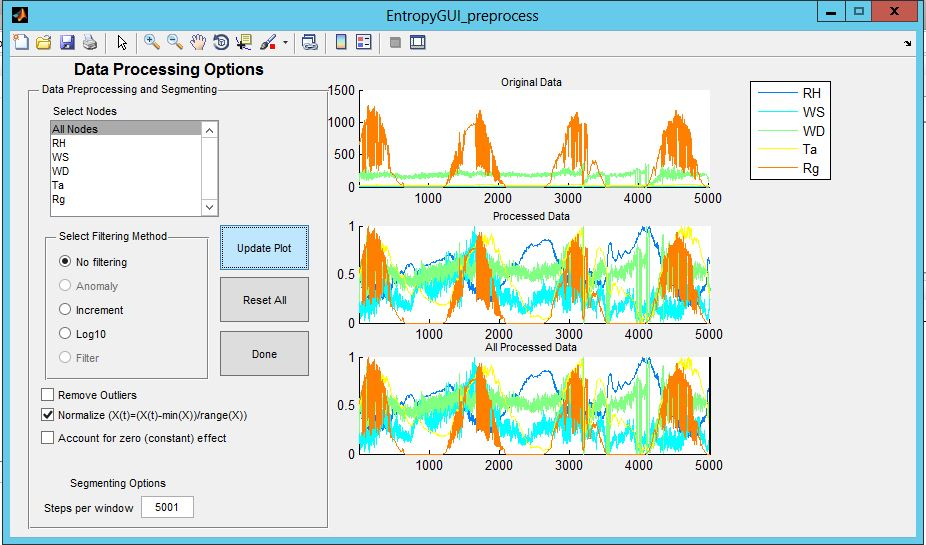 EntropyGUI_preprocess
Data Processing Options
Data Preprocessing and Segmenting
Select Nodes
All Nodes
RH
WS
WD
Ta
Rg
Select Filtering Method
No filtering
Anomaly
Increment
Log10
Filter
Update Plot
Reset All
Done
Remove Outliers
Normalize (X(t)=(X(t)-min(X))/range(X))
Account for zero (constant) effect
Segmenting Options
Steps per window 5001
Original Data
1500
1000
500
0
1000 2000 3000 4000 5000
Processed Data
1
0.5
0
1000 2000 3000 4000 5000
All Processed Data
1
0.5
0
1000 2000 3000 4000 5000
RH
WS
WD
Ta
Rg